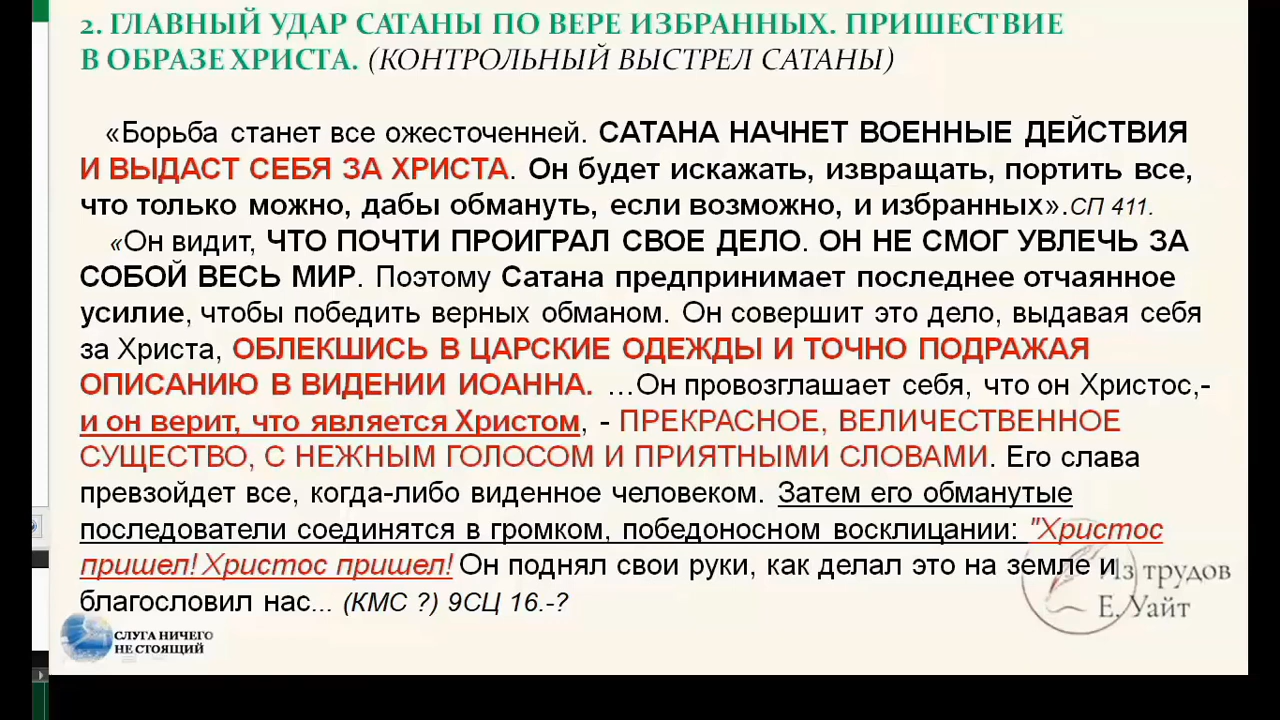 2. ГЛАВНЫЙ УДАР САТАНЫ ПО ВЕРЕ ИЗБРАННЫХ. ПРИШЕСТВИЕ
В ОБРАЗЕ ХРИСТА. (КОНТРОЛЬНЫЙ ВЫСТРЕЛ САТАНЫ)
«Борьба станет все ожесточенней. САТАНА НАЧНЕТ ВОЕННЫЕ ДЕЙСТВИЯ
И ВЫДАСТ СЕБЯ ЗА ХРИСТА. Он будет искажать, извращать, портить все,
что только можно, дабы обмануть, если возможно, и избранных».СП 411.
«Он видит, ЧТО ПОЧТИ ПРОИГРАЛ СВОЕ ДЕЛО. ОН НЕ СМОГ УВЛЕЧЬ ЗА
СОБОЙ ВЕСЬ МИР. Поэтому Сатана предпринимает последнее отчаянное
усилие, чтобы победить верных обманом. Он совершит это дело, выдавая себя
за Христа, ОБЛЕКШИСЬ В ЦАРСКИЕ ОДЕЖДЫ И ТОЧНО ПОДРАЖАЯ
ОПИСАНИЮ В ВИДЕНИИ ИОАННА. ...Он провозглашает себя, что он Христос,-
и он верит, что является Христом, - ПРЕКРАСНОЕ, ВЕЛИЧЕСТВЕННОЕ
СУЩЕСТВО, С НЕЖНЫМ ГОЛОСОМ И ПРИЯТНЫМИ СЛОВАМИ. Его слава
превзойдет все, когда-либо виденное человеком. Затем его обманутые
последователи соединятся в громком, победоносном восклицании: "Христос
пришел! Христос пришел! Он поднял свои руки, как делал это на земле и
благословил нас... (КМС ?) 9СЦ 16.-?
Из трудов
Е. Уайт
СЛУГА НИЧЕГО
НЕ СТОЯЩИЙ